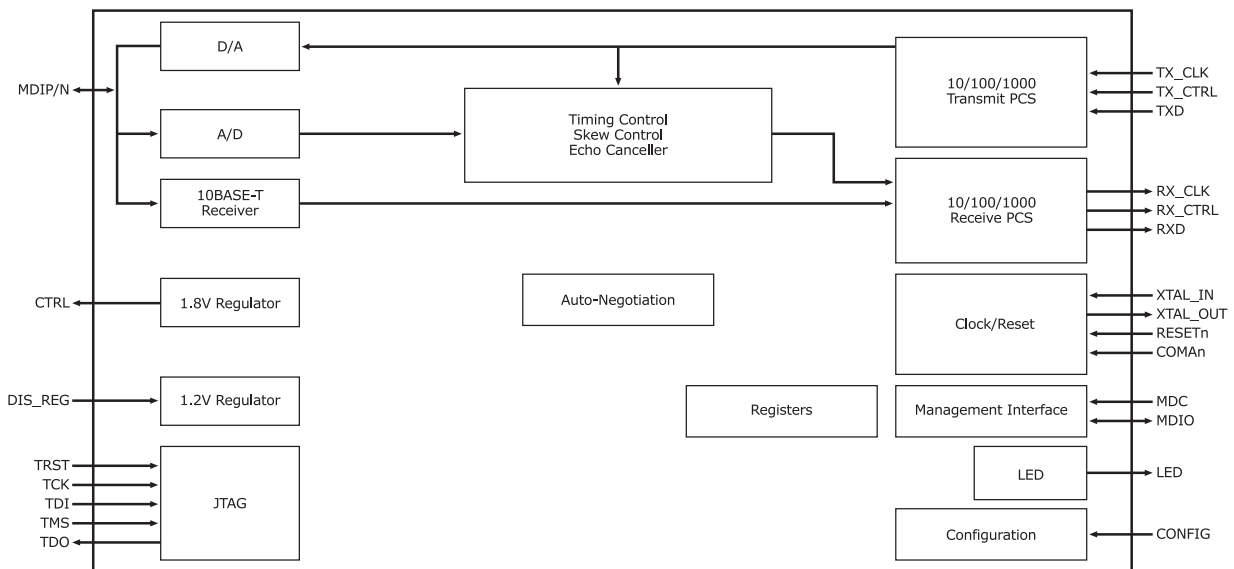 D/A
MDIP/N
A/D
10BASE-T
Receiver
Timing Control
Skew Control
Echo Canceller
10/100/1000
Transmit PCS
TX_CLK
TX_CTRL
TXD
10/100/1000
Receive PCS
RX_CLK
RX_CTRL
RXD
CTRL
1.8V Regulator
Auto-Negotiation
Clock/Reset
XTAL_IN
XTAL_OUT
RESETn
COMAn
DIS_REG
1.2V Regulator
Registers
Management Interface
MDC
MDIO
TRST
TCK
TDI
TMS
TDO
JTAG
LED
LED
Configuration
CONFIG